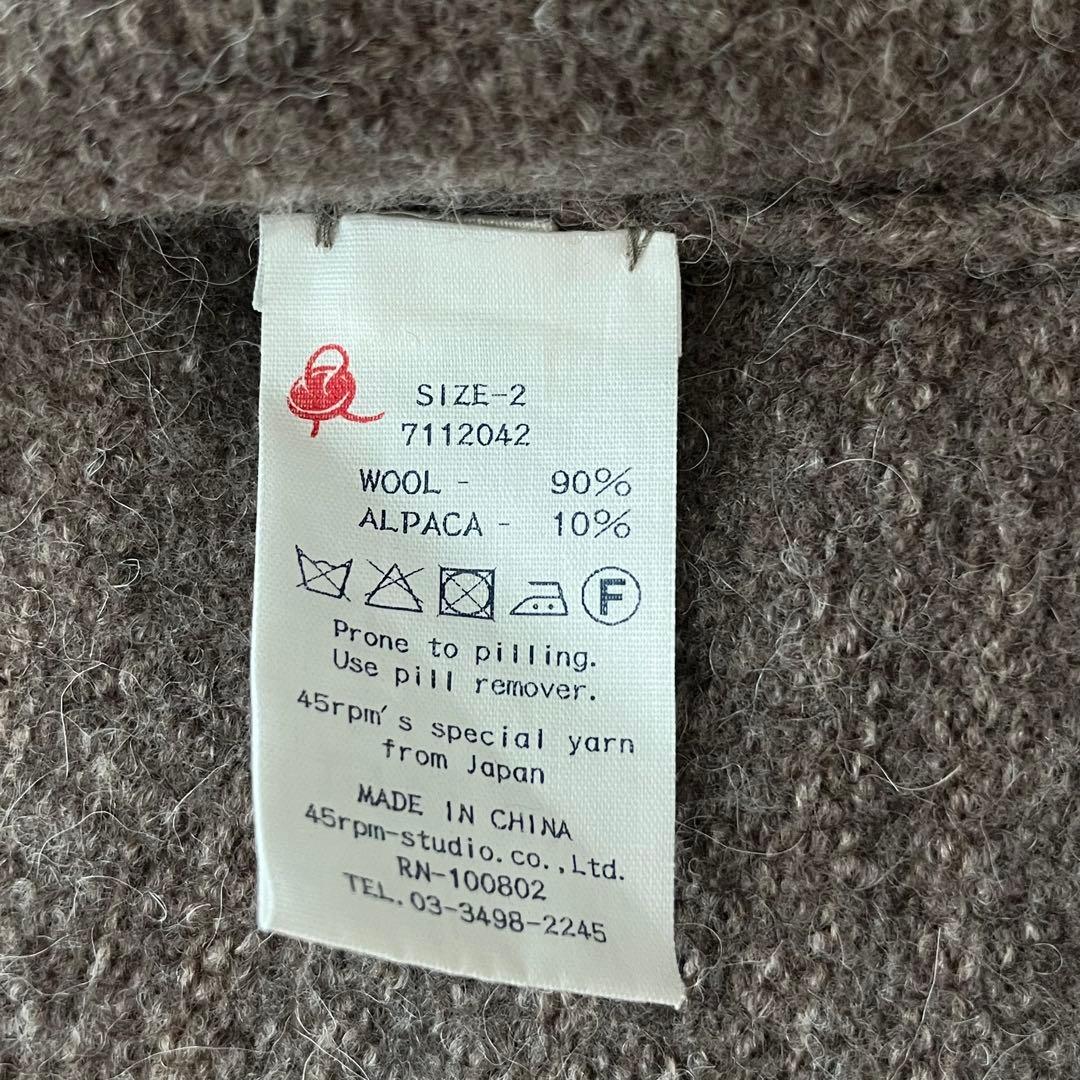 SIZE-2
7112042
WOOL - 90%
ALPACA - 10%
F
Prone to pilling.
Use pill remover.
45rpm's special yarn
from Japan
MADE IN CHINA
45rpm-studio.co.,Ltd.
RN-100802
TEL.03-3498-2245